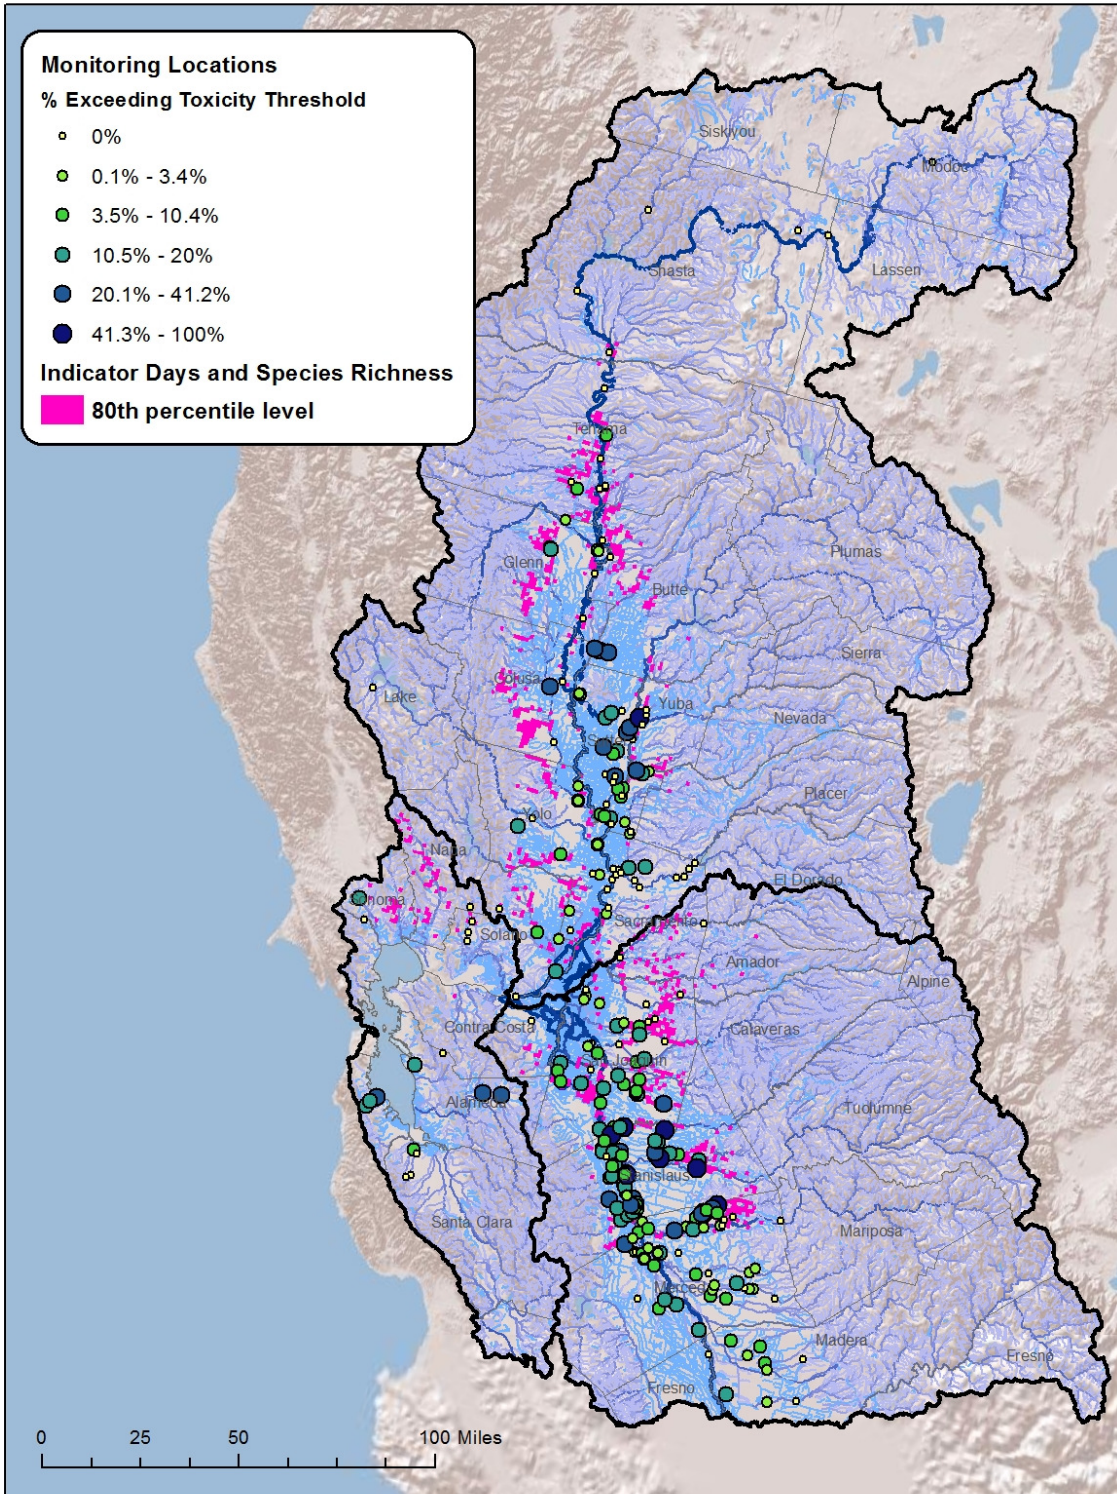 Monitoring Locations
% Exceeding Toxicity Threshold
0%
0.1% - 3.4%
3.5% - 10.4%
10.5% - 20%
20.1% - 41.2%
41.3% - 100%
Indicator Days and Species Richness
80th percentile level
Siskiyou
Modoc
Shasta
Lassen
Tehama
Plumas
Glenn
Butte
Sierra
Colusa
Lake
Yuba
Nevada
Placer
Yolo
Napa
El Dorado
Sonoma
Sacramento
Solano
Amador
Alpine
Contra Costa
Calaveras
San Joaquin
Alameda
Tuolumne
Stanislaus
Santa Clara
Mariposa
Merced
Madera
Fresno
Fresno
0 25 50 100 Miles